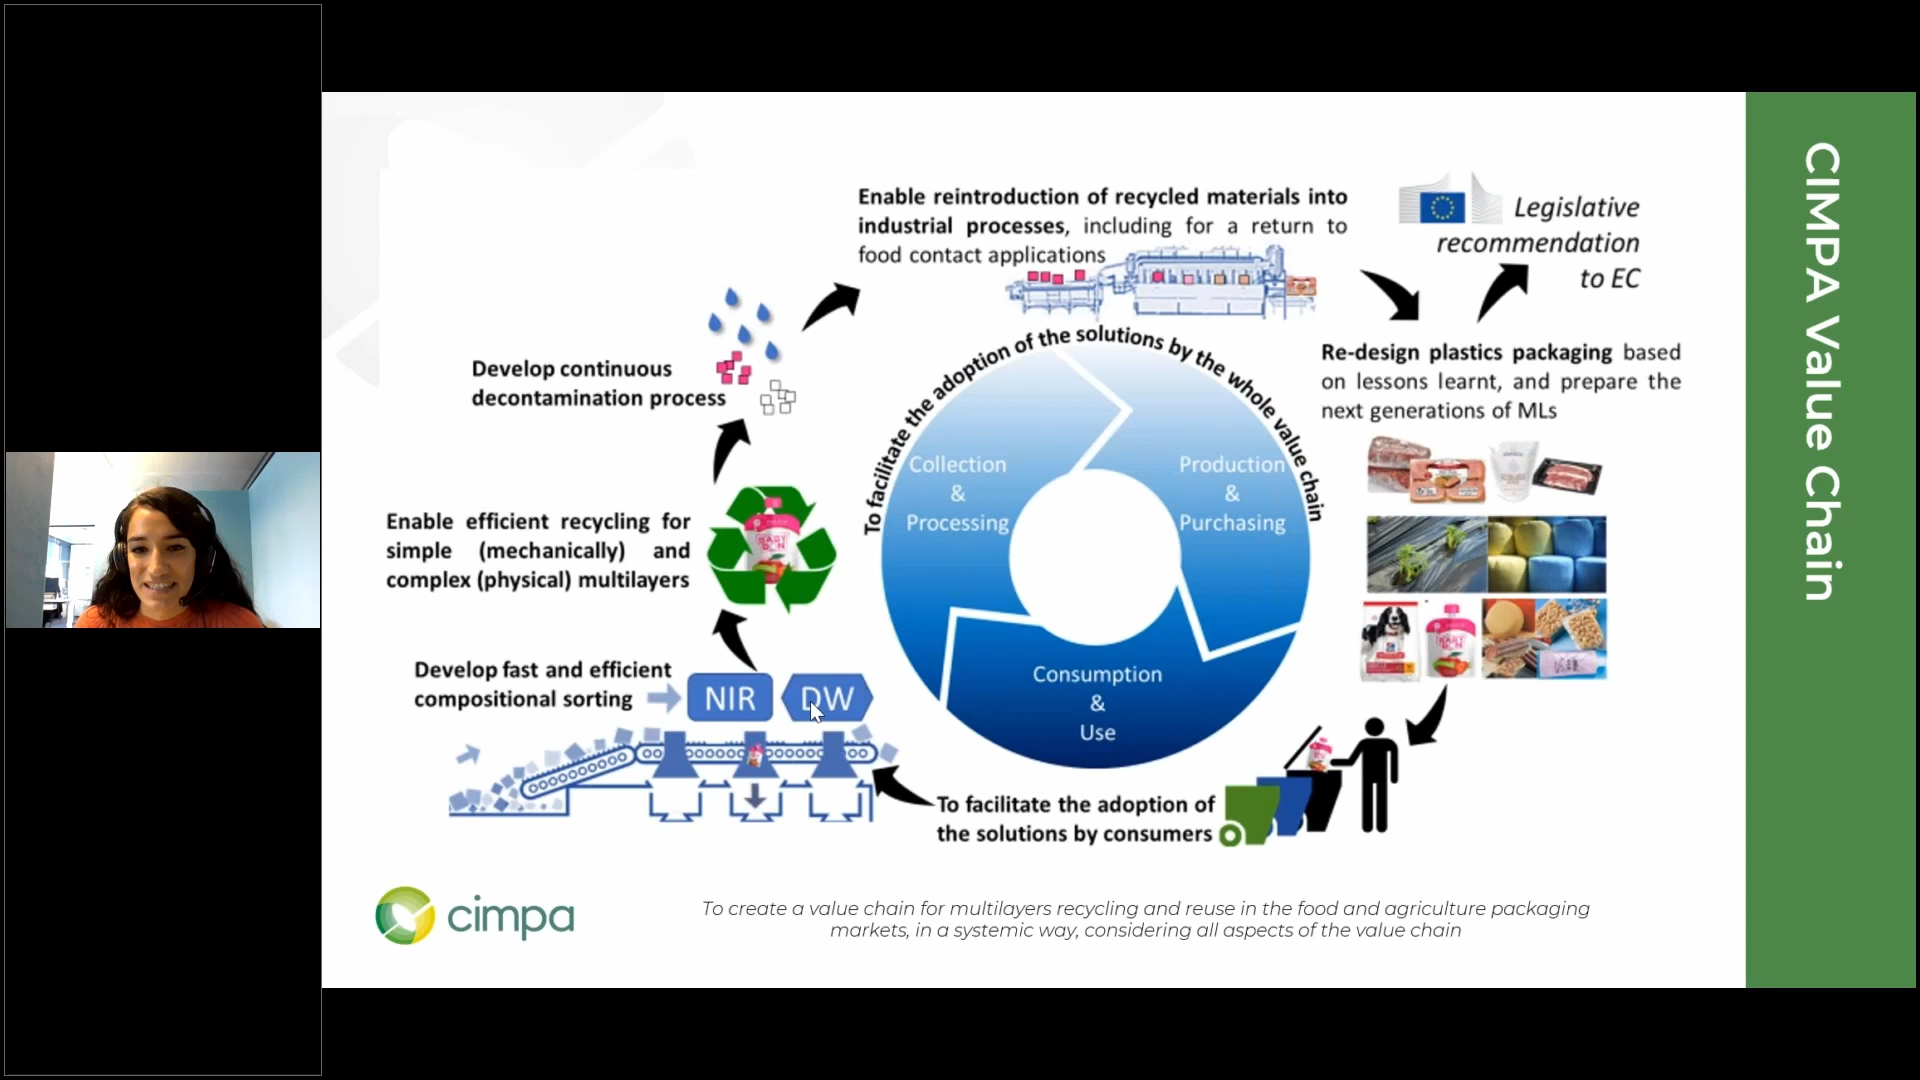 Enable reintroduction of recycled materials into
industrial processes, including for a return to
food contact applications
Legislative
recommendation
to EC
Develop continuous
decontamination process
To facilitate the adoption of the solutions by the whole value chain
Re-design plastics packaging based
on lessons learnt, and prepare the
next generations of MLs
Collection
&
Processing
Production
&
Purchasing
Enable efficient recycling for
simple (mechanically) and
complex (physical) multilayers
Consumption
&
Use
Develop fast and efficient
compositional sorting
NIR
DW
To facilitate the adoption of
the solutions by consumers
cimpa
To create a value chain for multilayers recycling and reuse in the food and agriculture packaging
markets, in a systemic way, considering all aspects of the value chain
CIMPA Value Chain